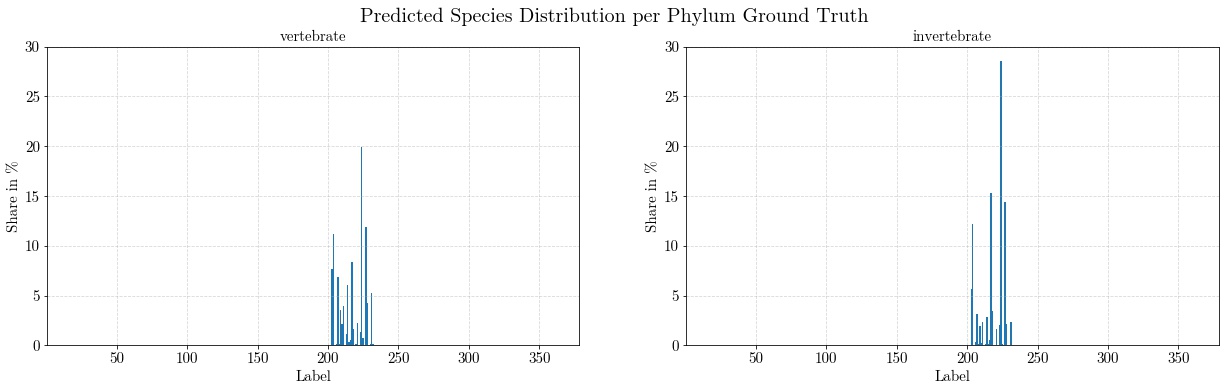 Predicted Species Distribution per Phylum Ground Truth
vertebrate
30
25
20
15
10
5
0
Share in %
50 100 150 200 250 300 350
Label
invertebrate
30
25
20
15
10
5
0
Share in %
50 100 150 200 250 300 350
Label